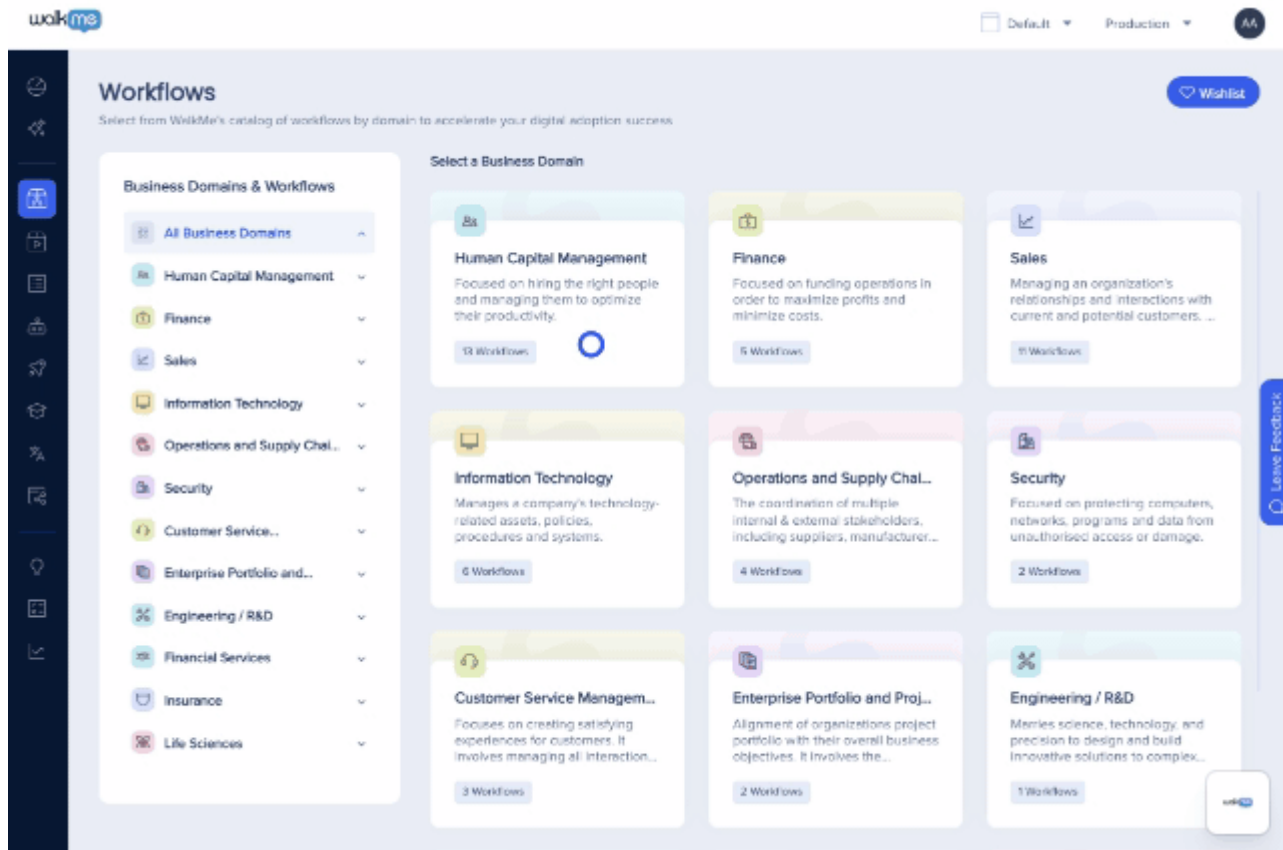 walkme
Default
Production
AA
Workflows
Wishlist
Select from WalkMe's catalog of workflows by domain to accelerate your digital adoption success
Business Domains & Workflows
All Business Domains
Human Capital Management
Finance
Sales
Information Technology
Operations and Supply Chai...
Security
Customer Service...
Enterprise Portfolio and...
Engineering / R&D
Financial Services
Insurance
Life Sciences
Select a Business Domain
Human Capital Management
Focused on hiring the right people
and managing them to optimize
their productivity.
13 Workflows
Finance
Focused on funding operations in
order to maximize profits and
minimize costs.
5 Workflows
Sales
Managing an organization's
relationships and interactions with
current and potential customers. ...
11 Workflows
Information Technology
Manages a company's technology-
related assets, policies,
procedures and systems.
6 Workflows
Operations and Supply Chai...
The coordination of multiple
internal & external stakeholders,
including suppliers, manufacturer...
4 Workflows
Security
Focused on protecting computers,
networks, programs and data from
unauthorised access or damage.
2 Workflows
Customer Service Managem...
Focuses on creating satisfying
experiences for customers. It
involves managing all interaction...
3 Workflows
Enterprise Portfolio and Proj...
Alignment of organizations project
portfolio with their overall business
objectives. It involves the...
2 Workflows
Engineering / R&D
Marries science, technology, and
precision to design and build
innovative solutions to complex...
1 Workflows
Leave Feedback
walkme